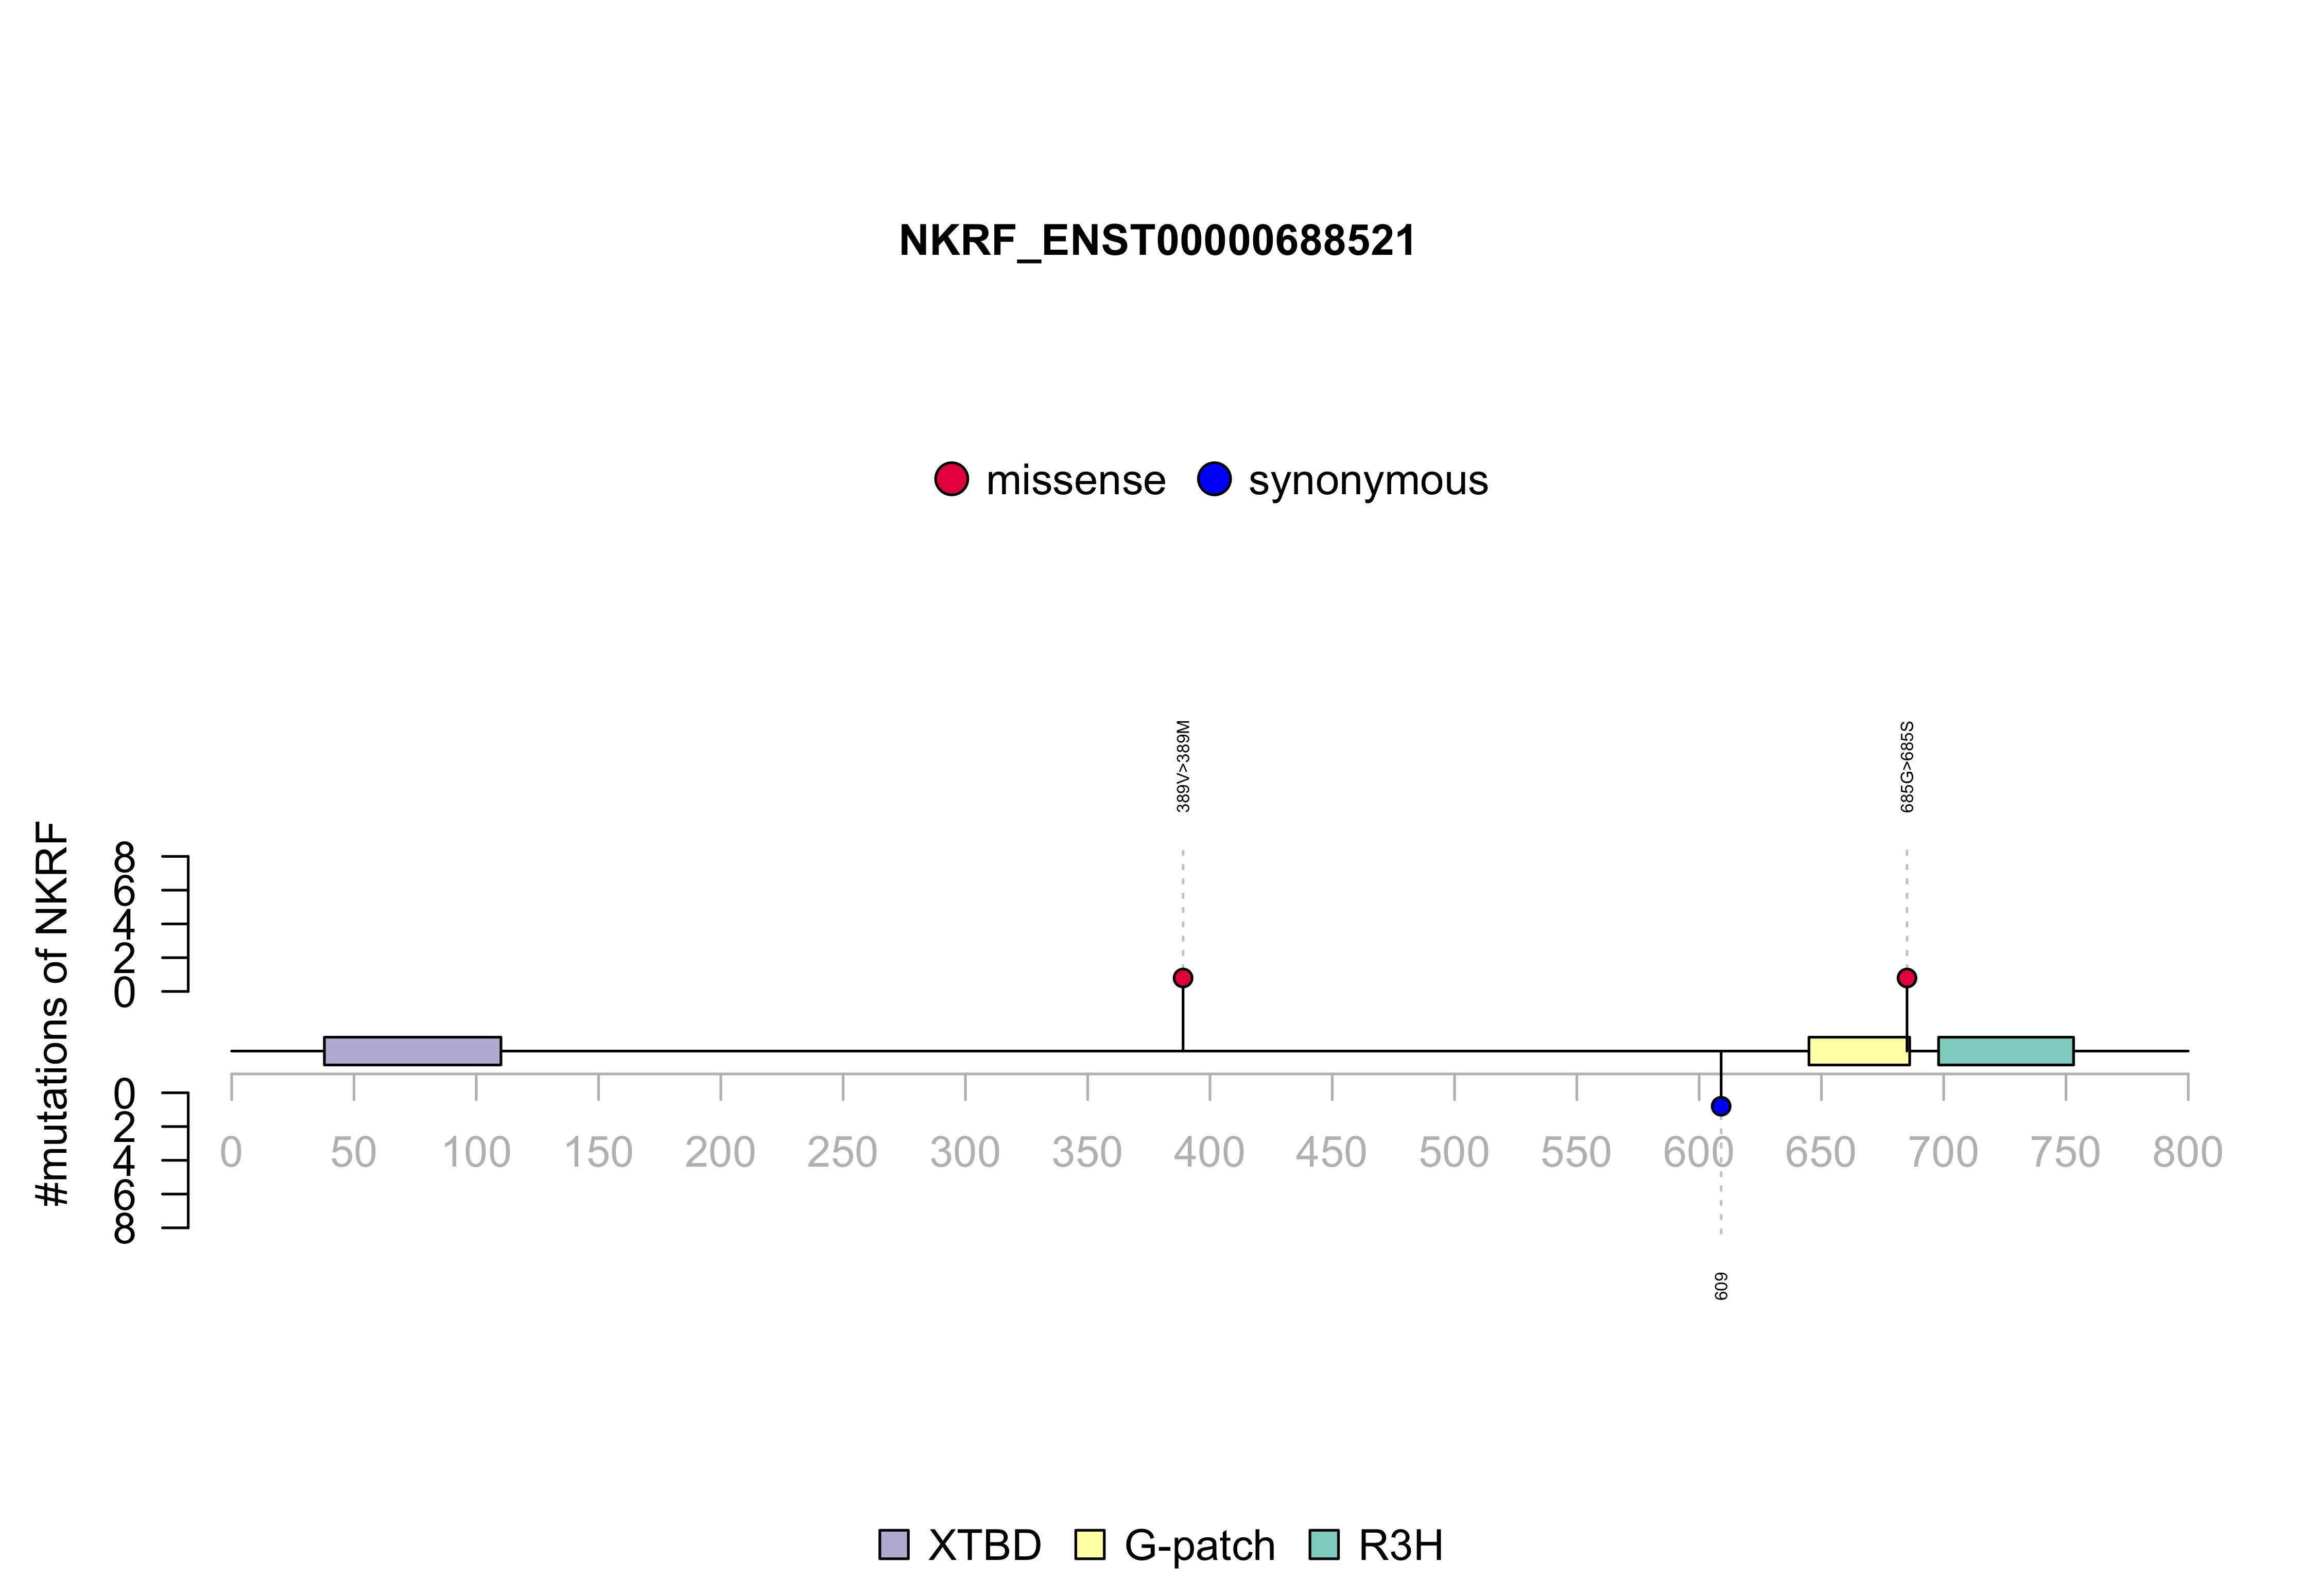 NKRF_ENST00000688521
missense synonymous
389V>389M 685G>685S
#mutations of NKRF
8
6
4
2
0
0
2
4
6
8
0 50 100 150 200 250 300 350 400 450 500 550 600 650 700 750 800
609
XTBD G-patch R3H